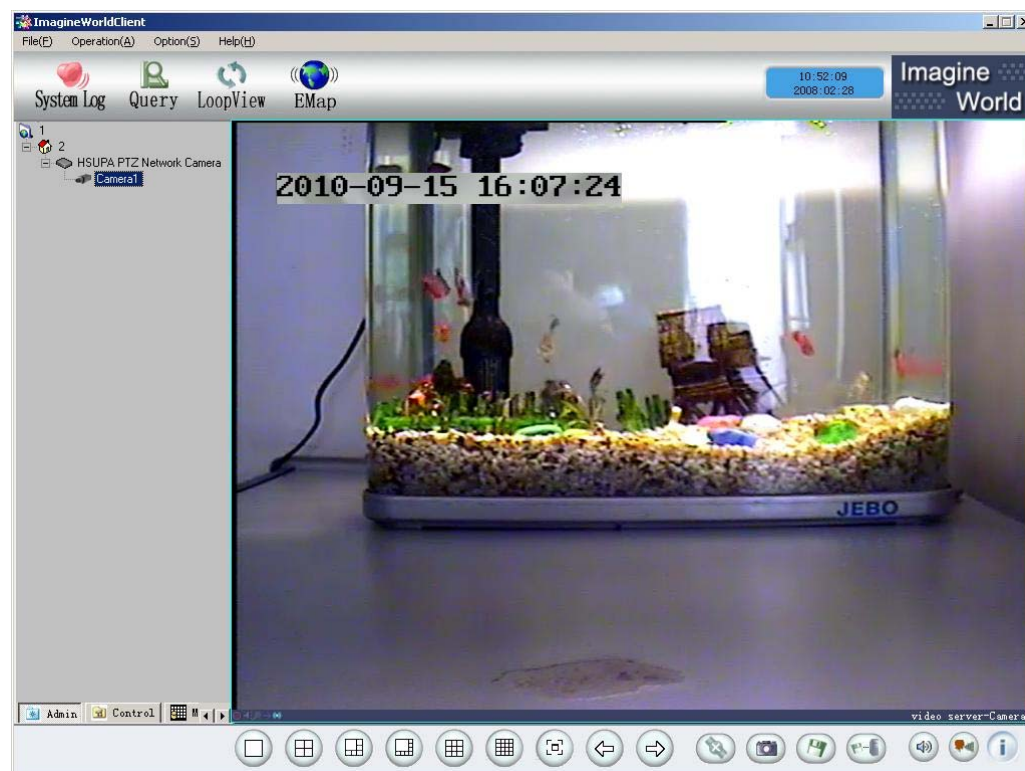 ImagineWorldClient
File(F) Operation(A) Option(S) Help(H)
System Log Query LoopView EMap
10:52:09
2008:02:28
Imagine
World
1
2
HSUPA PTZ Network Camera
Camera1
2010-09-15 16:07:24
JEBO
Admin Control M
video server-Camera